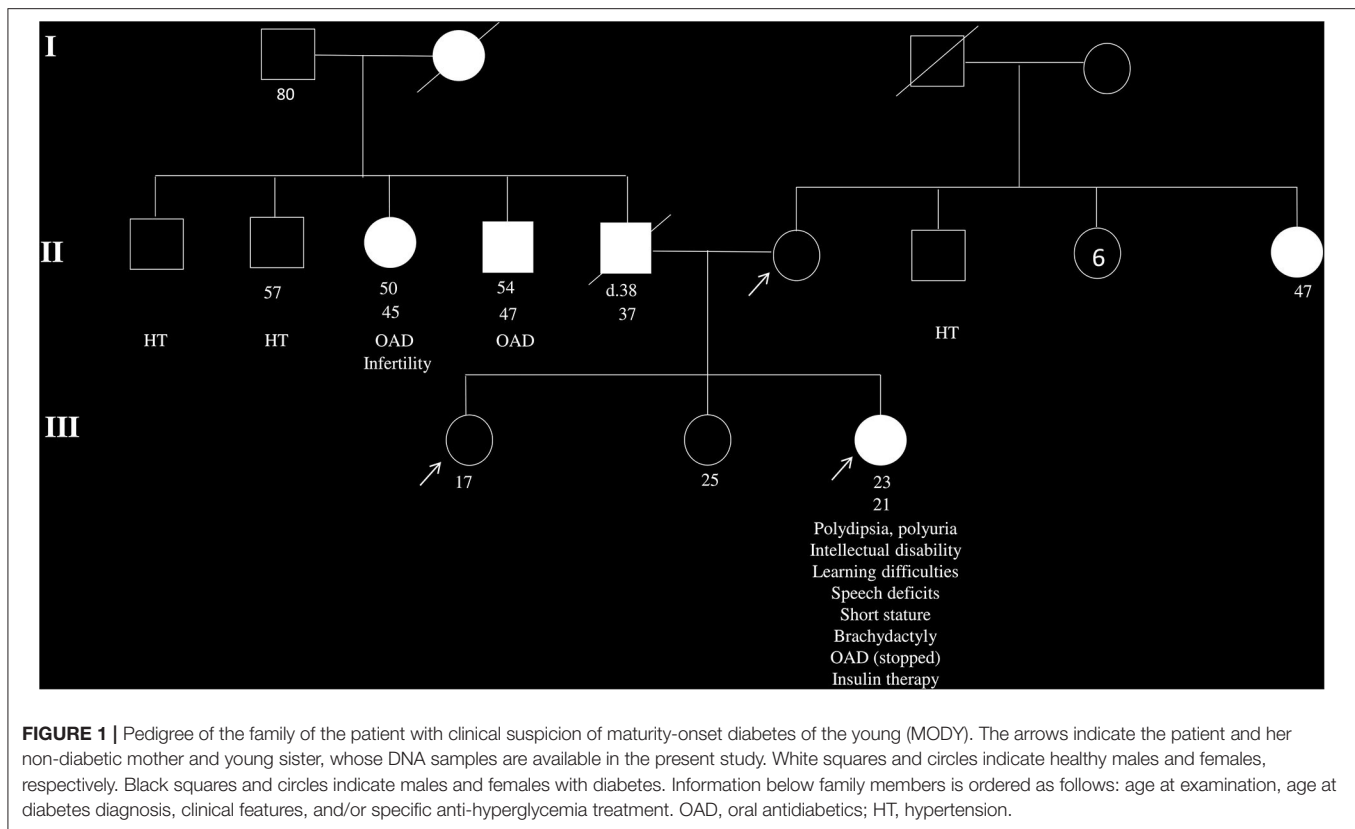 I
80
II
6
57
50
54
d.38
47
45
47
37
HT
HT
OAD
OAD
HT
Infertility
III
17
25
23
21
Polydipsia, polyuria
Intellectual disability
Learning difficulties
Speech deficits
Short stature
Brachydactyly
OAD (stopped)
Insulin therapy
FIGURE 1 | Pedigree of the family of the patient with clinical suspicion of maturity-onset diabetes of the young (MODY). The arrows indicate the patient and her
non-diabetic mother and young sister, whose DNA samples are available in the present study. White squares and circles indicate healthy males and females,
respectively. Black squares and circles indicate males and females with diabetes. Information below family members is ordered as follows: age at examination, age at
diabetes diagnosis, clinical features, and/or specific anti-hyperglycemia treatment. OAD, oral antidiabetics; HT, hypertension.